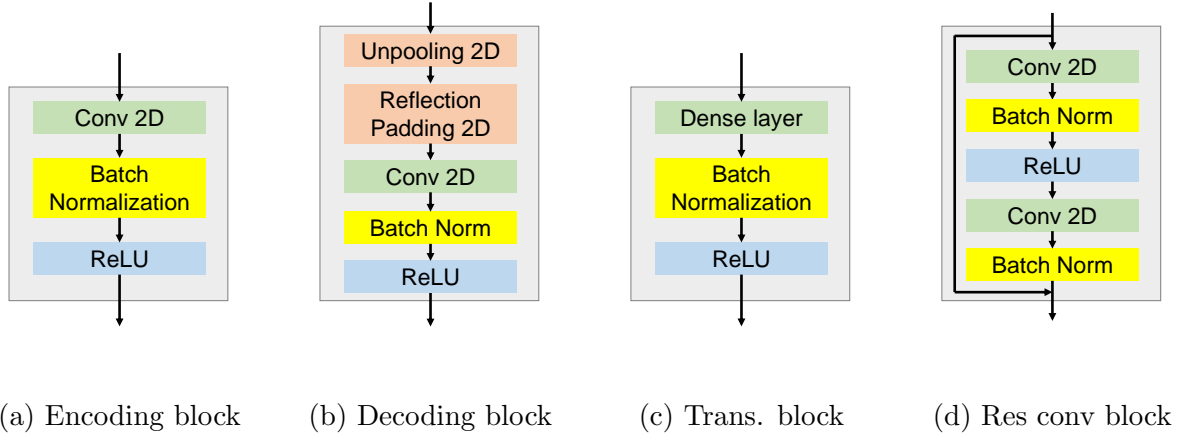 Conv 2D
Batch
Normalization
ReLU
(a) Encoding block
Unpooling 2D
Reflection
Padding 2D
Conv 2D
Batch Norm
ReLU
(b) Decoding block
Dense layer
Batch
Normalization
ReLU
(c) Trans. block
Conv 2D
Batch Norm
ReLU
Conv 2D
Batch Norm
(d) Res conv block